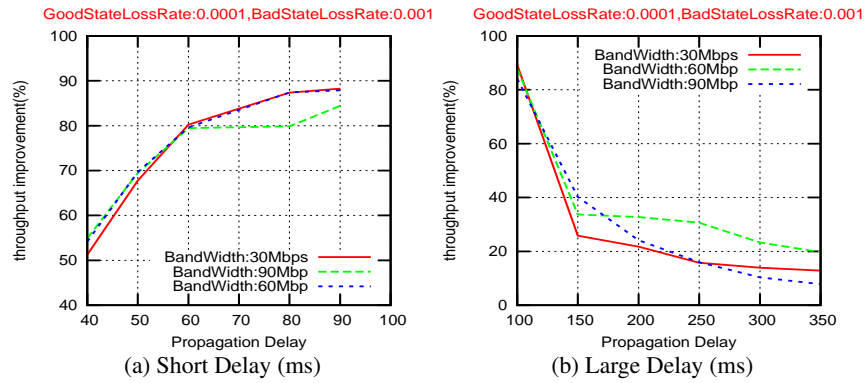 GoodStateLossRate:0.0001,BadStateLossRate:0.001
throughput improvement(%)
100
90
80
70
60
50
40
BandWidth:30Mbps
BandWidth:90Mbp
BandWidth:60Mbp
40 50 60 70 80 90 100
Propagation Delay
(a) Short Delay (ms)
GoodStateLossRate:0.0001,BadStateLossRate:0.001
throughput improvement(%)
100
80
60
40
20
0
BandWidth:30Mbps
BandWidth:60Mbp
BandWidth:90Mbp
100 150 200 250 300 350
Propagation Delay
(b) Large Delay (ms)